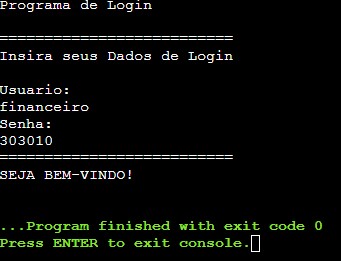 Programa de Login
===========================
Insira seus Dados de Login
Usuario:
financeiro
Senha:
303010
===========================
SEJA BEM-VINDO!
...Program finished with exit code 0
Press ENTER to exit console.